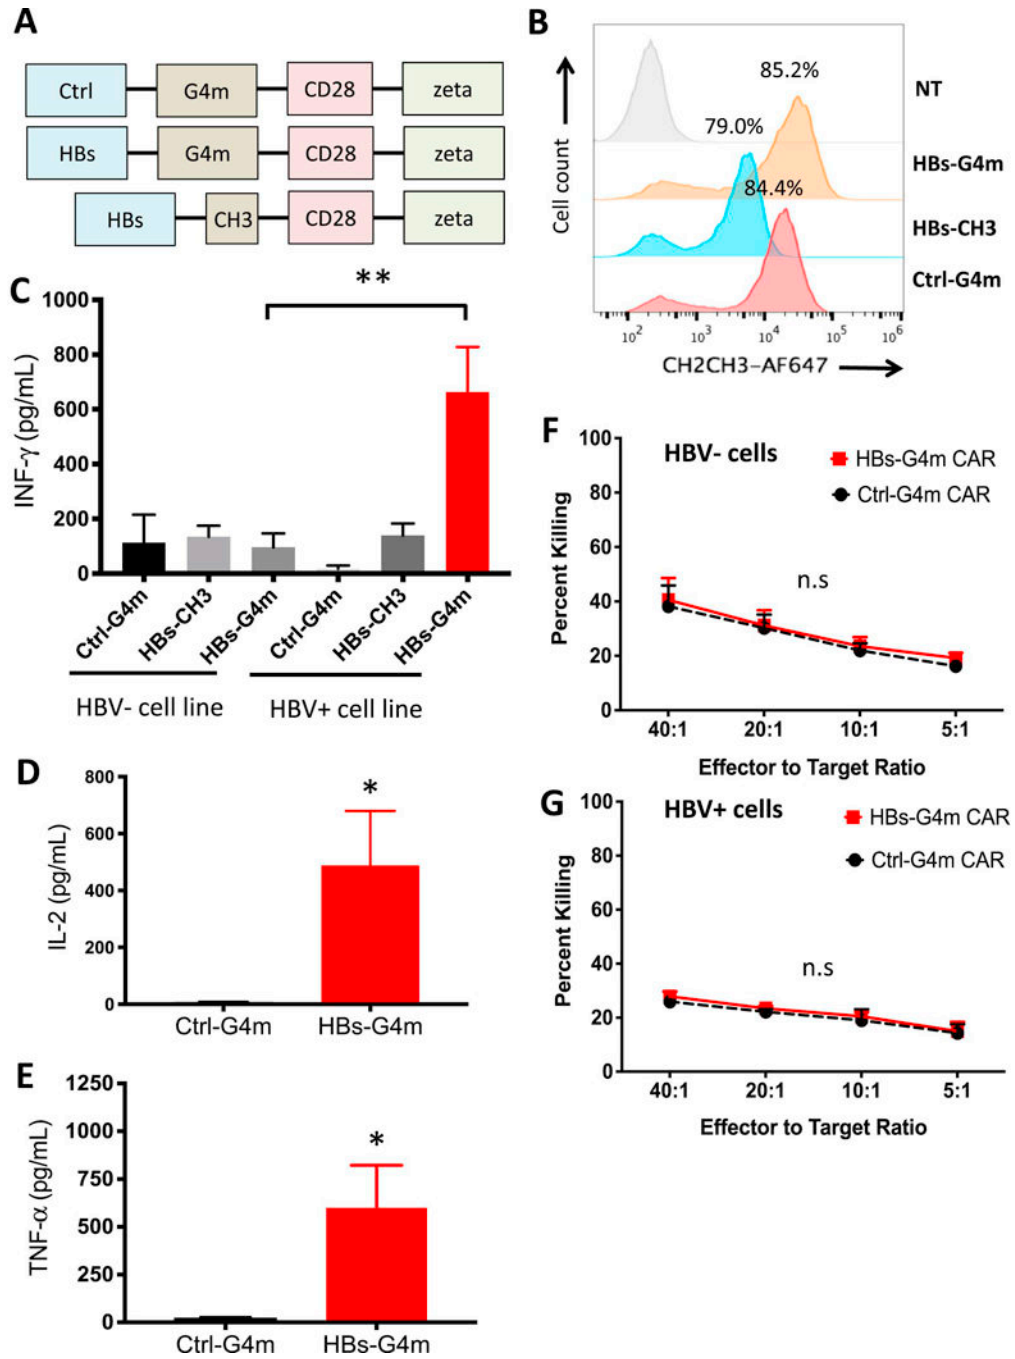 A
Ctrl G4m CD28 zeta
HBs G4m CD28 zeta
HBs CH3 CD28 zeta
B
Cell count
85.2%
79.0%
84.4%
NT
HBs-G4m
HBs-CH3
Ctrl-G4m
10² 10³ 10⁴ 10⁵ 10⁶
CH2CH3-AF647
C
INF-γ (pg/mL)
**
1000
800
600
400
200
0
Ctrl-G4m HBs-CH3 HBs-G4m Ctrl-G4m HBs-CH3 HBs-G4m
HBV- cell line HBV+ cell line
D
IL-2 (pg/mL)
800
600
400
200
0
*
Ctrl-G4m HBs-G4m
E
TNF-α (pg/mL)
1250
1000
750
500
250
0
*
Ctrl-G4m HBs-G4m
F
HBV- cells
HBs-G4m CAR
Ctrl-G4m CAR
Percent Killing
100
80
60
40
20
0
n.s
40:1 20:1 10:1 5:1
Effector to Target Ratio
G
HBV+ cells
HBs-G4m CAR
Ctrl-G4m CAR
Percent Killing
100
80
60
40
20
0
n.s
40:1 20:1 10:1 5:1
Effector to Target Ratio